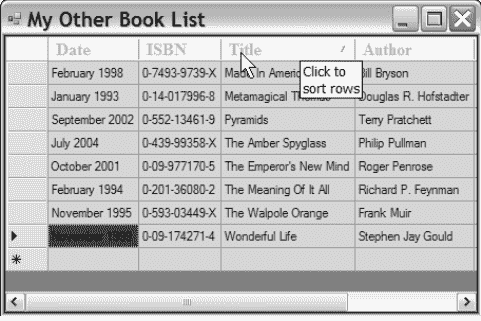 My Other Book List
Date ISBN Title Author
Click to
sort rows
February 1998 0-7493-9739-X Made In America Bill Bryson
January 1993 0-14-017996-8 Metamagical Douglas R. Hofstadter
September 2002 0-552-13461-9 Pyramids Terry Pratchett
July 2004 0-439-99358-X The Amber Spyglass Philip Pullman
October 2001 0-09-977170-5 The Emperor's New Mind Roger Penrose
February 1994 0-201-36080-2 The Meaning Of It All Richard P. Feynman
November 1995 0-593-03449-X The Walpole Orange Frank Muir
November 0-09-174271-4 Wonderful Life Stephen Jay Gould